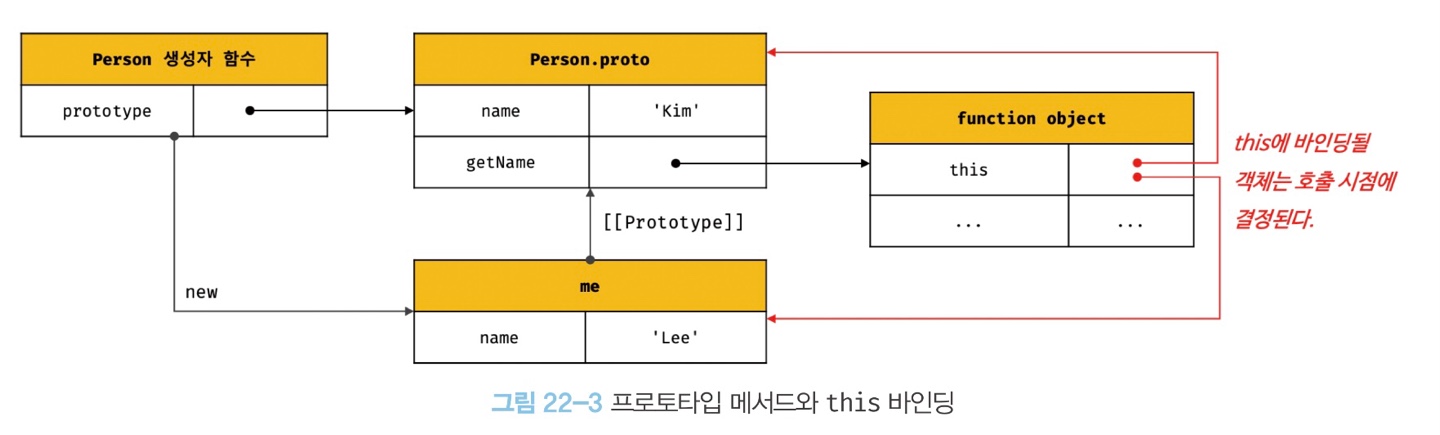 Person 생성자 함수
prototype
Person.proto
name
'Kim'
getName
function object
this
...
...
this에 바인딩될
객체는 호출 시점에
결정된다.
[[Prototype]]
new
me
name
'Lee'
그림 22-3 프로토타입 메서드와 this 바인딩